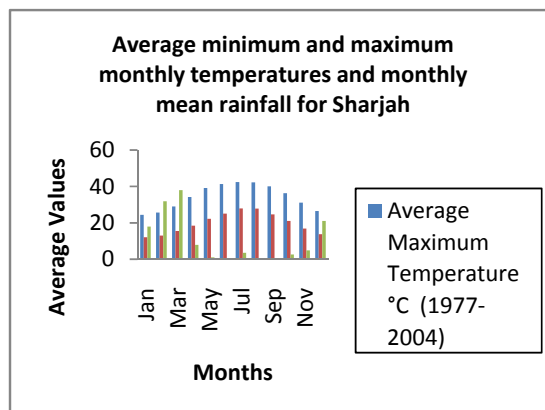 Average minimum and maximum
monthly temperatures and monthly
mean rainfall for Sharjah
Average Values
60
40
20
0
Jan
Mar
May
Jul
Sep
Nov
Months
Average
Maximum
Temperature
°C (1977-
2004)